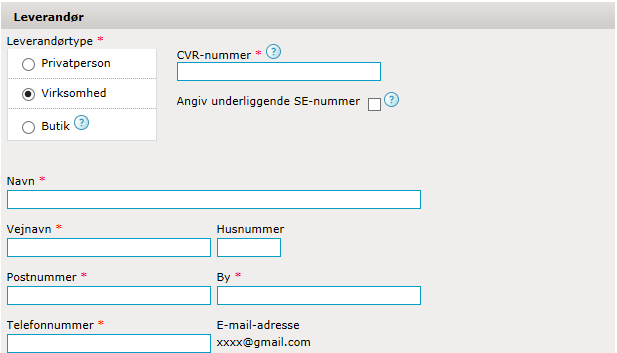 Leverandør
Leverandørtype *
Privatperson
Virksomhed
Butik ?
CVR-nummer * ?
Angiv underliggende SE-nummer ?
Navn *
Vejnavn * Husnummer
Postnummer * By *
Telefonnummer * E-mail-adresse
xxxx@gmail.com